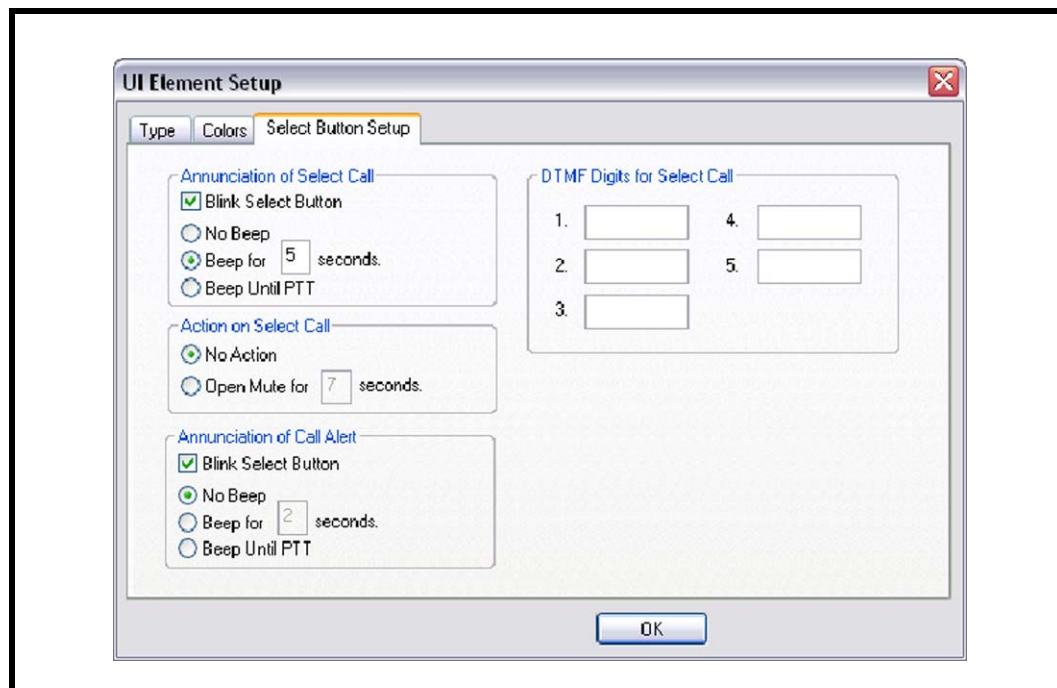 UI Element Setup
Type Colors Select Button Setup
Annunciation of Select Call
Blink Select Button
No Beep
Beep for 5 seconds.
Beep Until PTT
Action on Select Call
No Action
Open Mute for 7 seconds.
Annunciation of Call Alert
Blink Select Button
No Beep
Beep for 2 seconds.
Beep Until PTT
DTMF Digits for Select Call
1. 4.
2. 5.
3.
OK